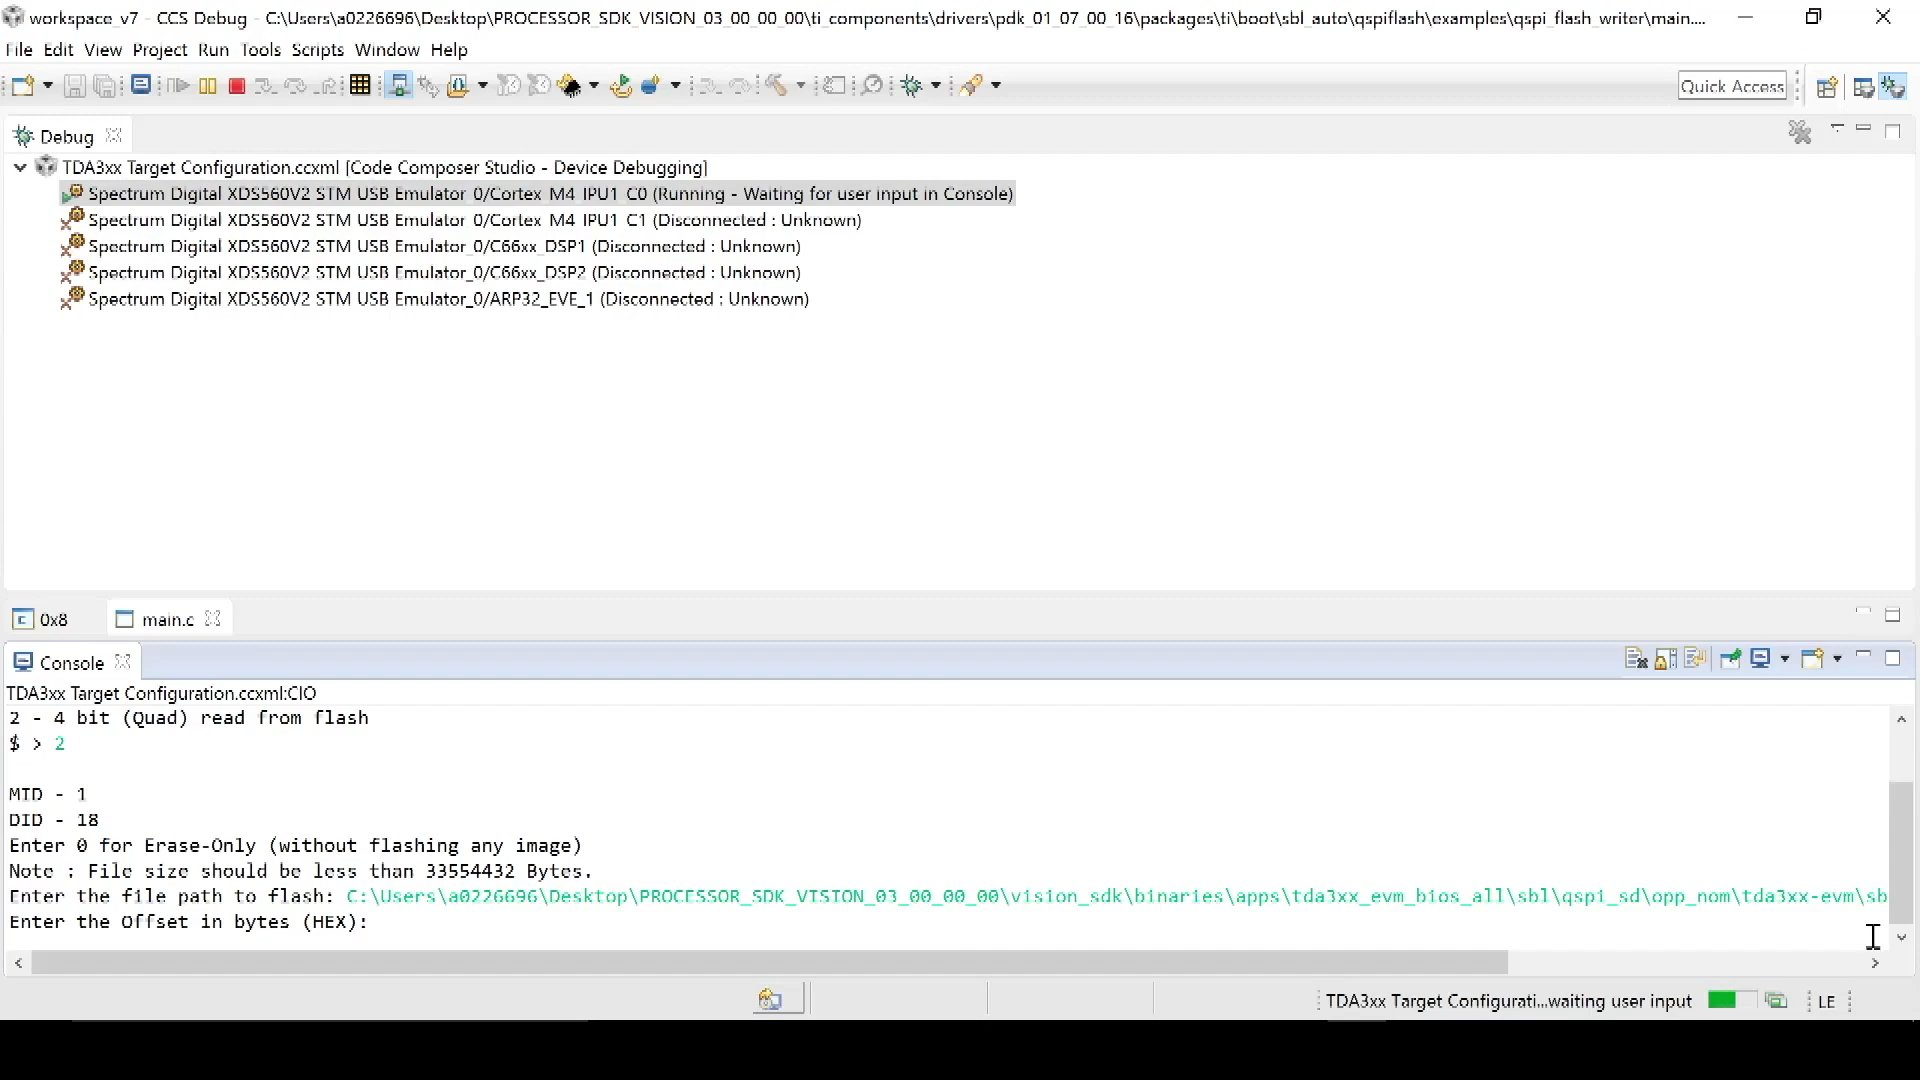 workspace_v7 - CCS Debug - C:\Users\a0226696\Desktop\PROCESSOR_SDK_VISION_03_00_00_00\ti_components\drivers\pdk_01_07_00_16\packages\ti\boot\sbl_auto\qspiflash\examples\qspi_flash_writer\main....
File Edit View Project Run Tools Scripts Window Help
Quick Access
Debug
TDA3xx Target Configuration.ccxml [Code Composer Studio - Device Debugging]
Spectrum Digital XDS560V2 STM USB Emulator_0/Cortex_M4_IPU1_C0 (Running - Waiting for user input in Console)
Spectrum Digital XDS560V2 STM USB Emulator_0/Cortex_M4_IPU1_C1 (Disconnected : Unknown)
Spectrum Digital XDS560V2 STM USB Emulator_0/C66xx_DSP1 (Disconnected : Unknown)
Spectrum Digital XDS560V2 STM USB Emulator_0/C66xx_DSP2 (Disconnected : Unknown)
Spectrum Digital XDS560V2 STM USB Emulator_0/ARP32_EVE_1 (Disconnected : Unknown)
0x8 main.c
Console
TDA3xx Target Configuration.ccxml:CIO
2 - 4 bit (Quad) read from flash
$ > 2
MID - 1
DID - 18
Enter 0 for Erase-Only (without flashing any image)
Note : File size should be less than 33554432 Bytes.
Enter the file path to flash: C:\Users\a0226696\Desktop\PROCESSOR_SDK_VISION_03_00_00_00\vision_sdk\binaries\apps\tda3xx_evm_bios_all\sbl\qspi_sd\opp_nom\tda3xx-evm\sb
Enter the Offset in bytes (HEX):
TDA3xx Target Configurati...waiting user input LE